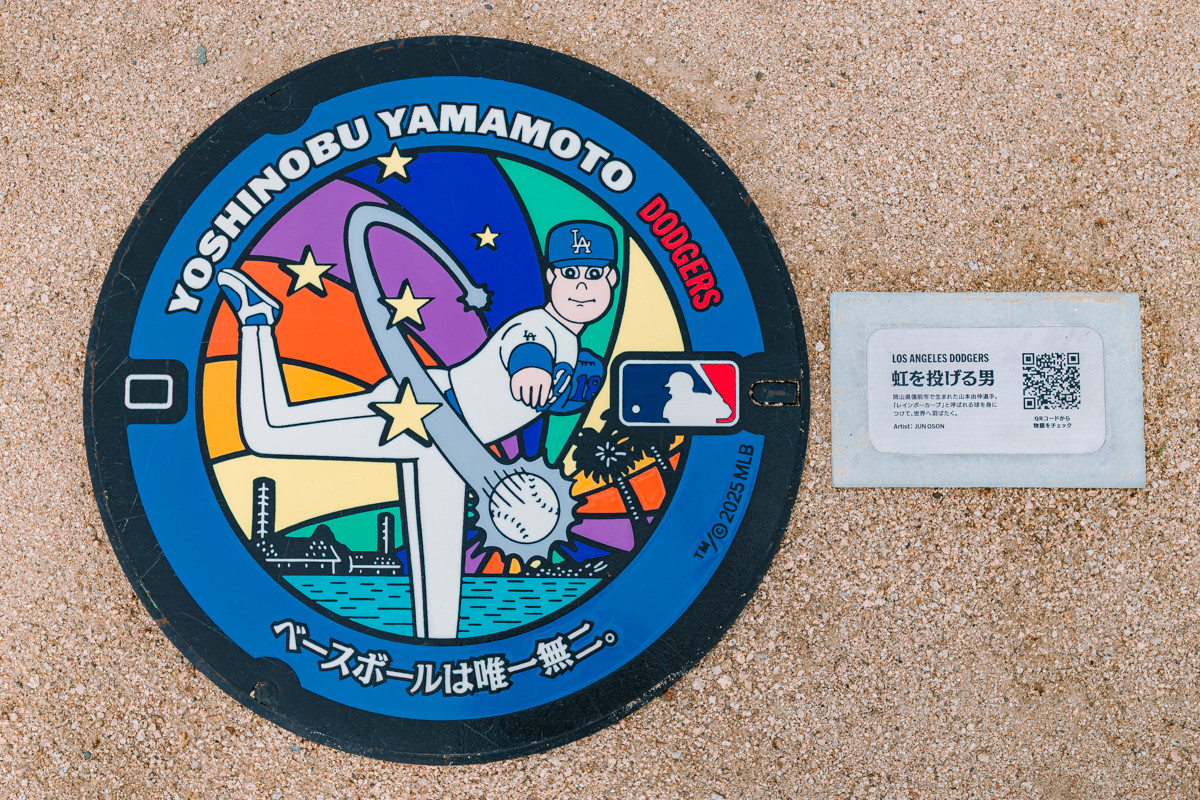 YOSHINOBU YAMAMOTO
DODGERS
LA
LA
18
TM/© 2025 MLB
ベースボールは唯一無二。
LOS ANGELES DODGERS
虹を投げる男
岡山県備前市で生まれた山本由伸選手。
「レインボーカーブ」と呼ばれる球を身に
つけて、世界へ羽ばたく。
Artist: JUN OSON
QRコードから
物語をチェック